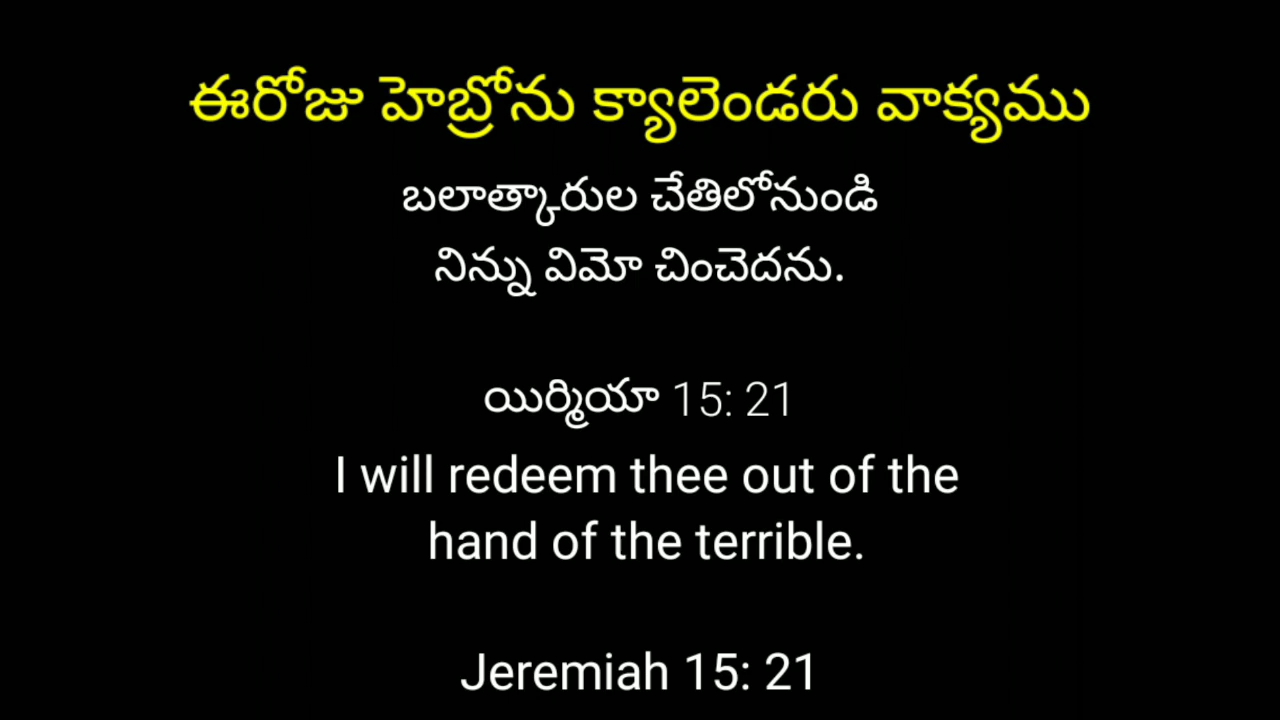 ఈరోజు హెబ్రోను క్యాలెండరు వాక్యము
బలాత్కారుల చేతిలోనుండి
నిన్ను విమో చించెదను.
యిర్మియా 15: 21
I will redeem thee out of the
hand of the terrible.
Jeremiah 15: 21